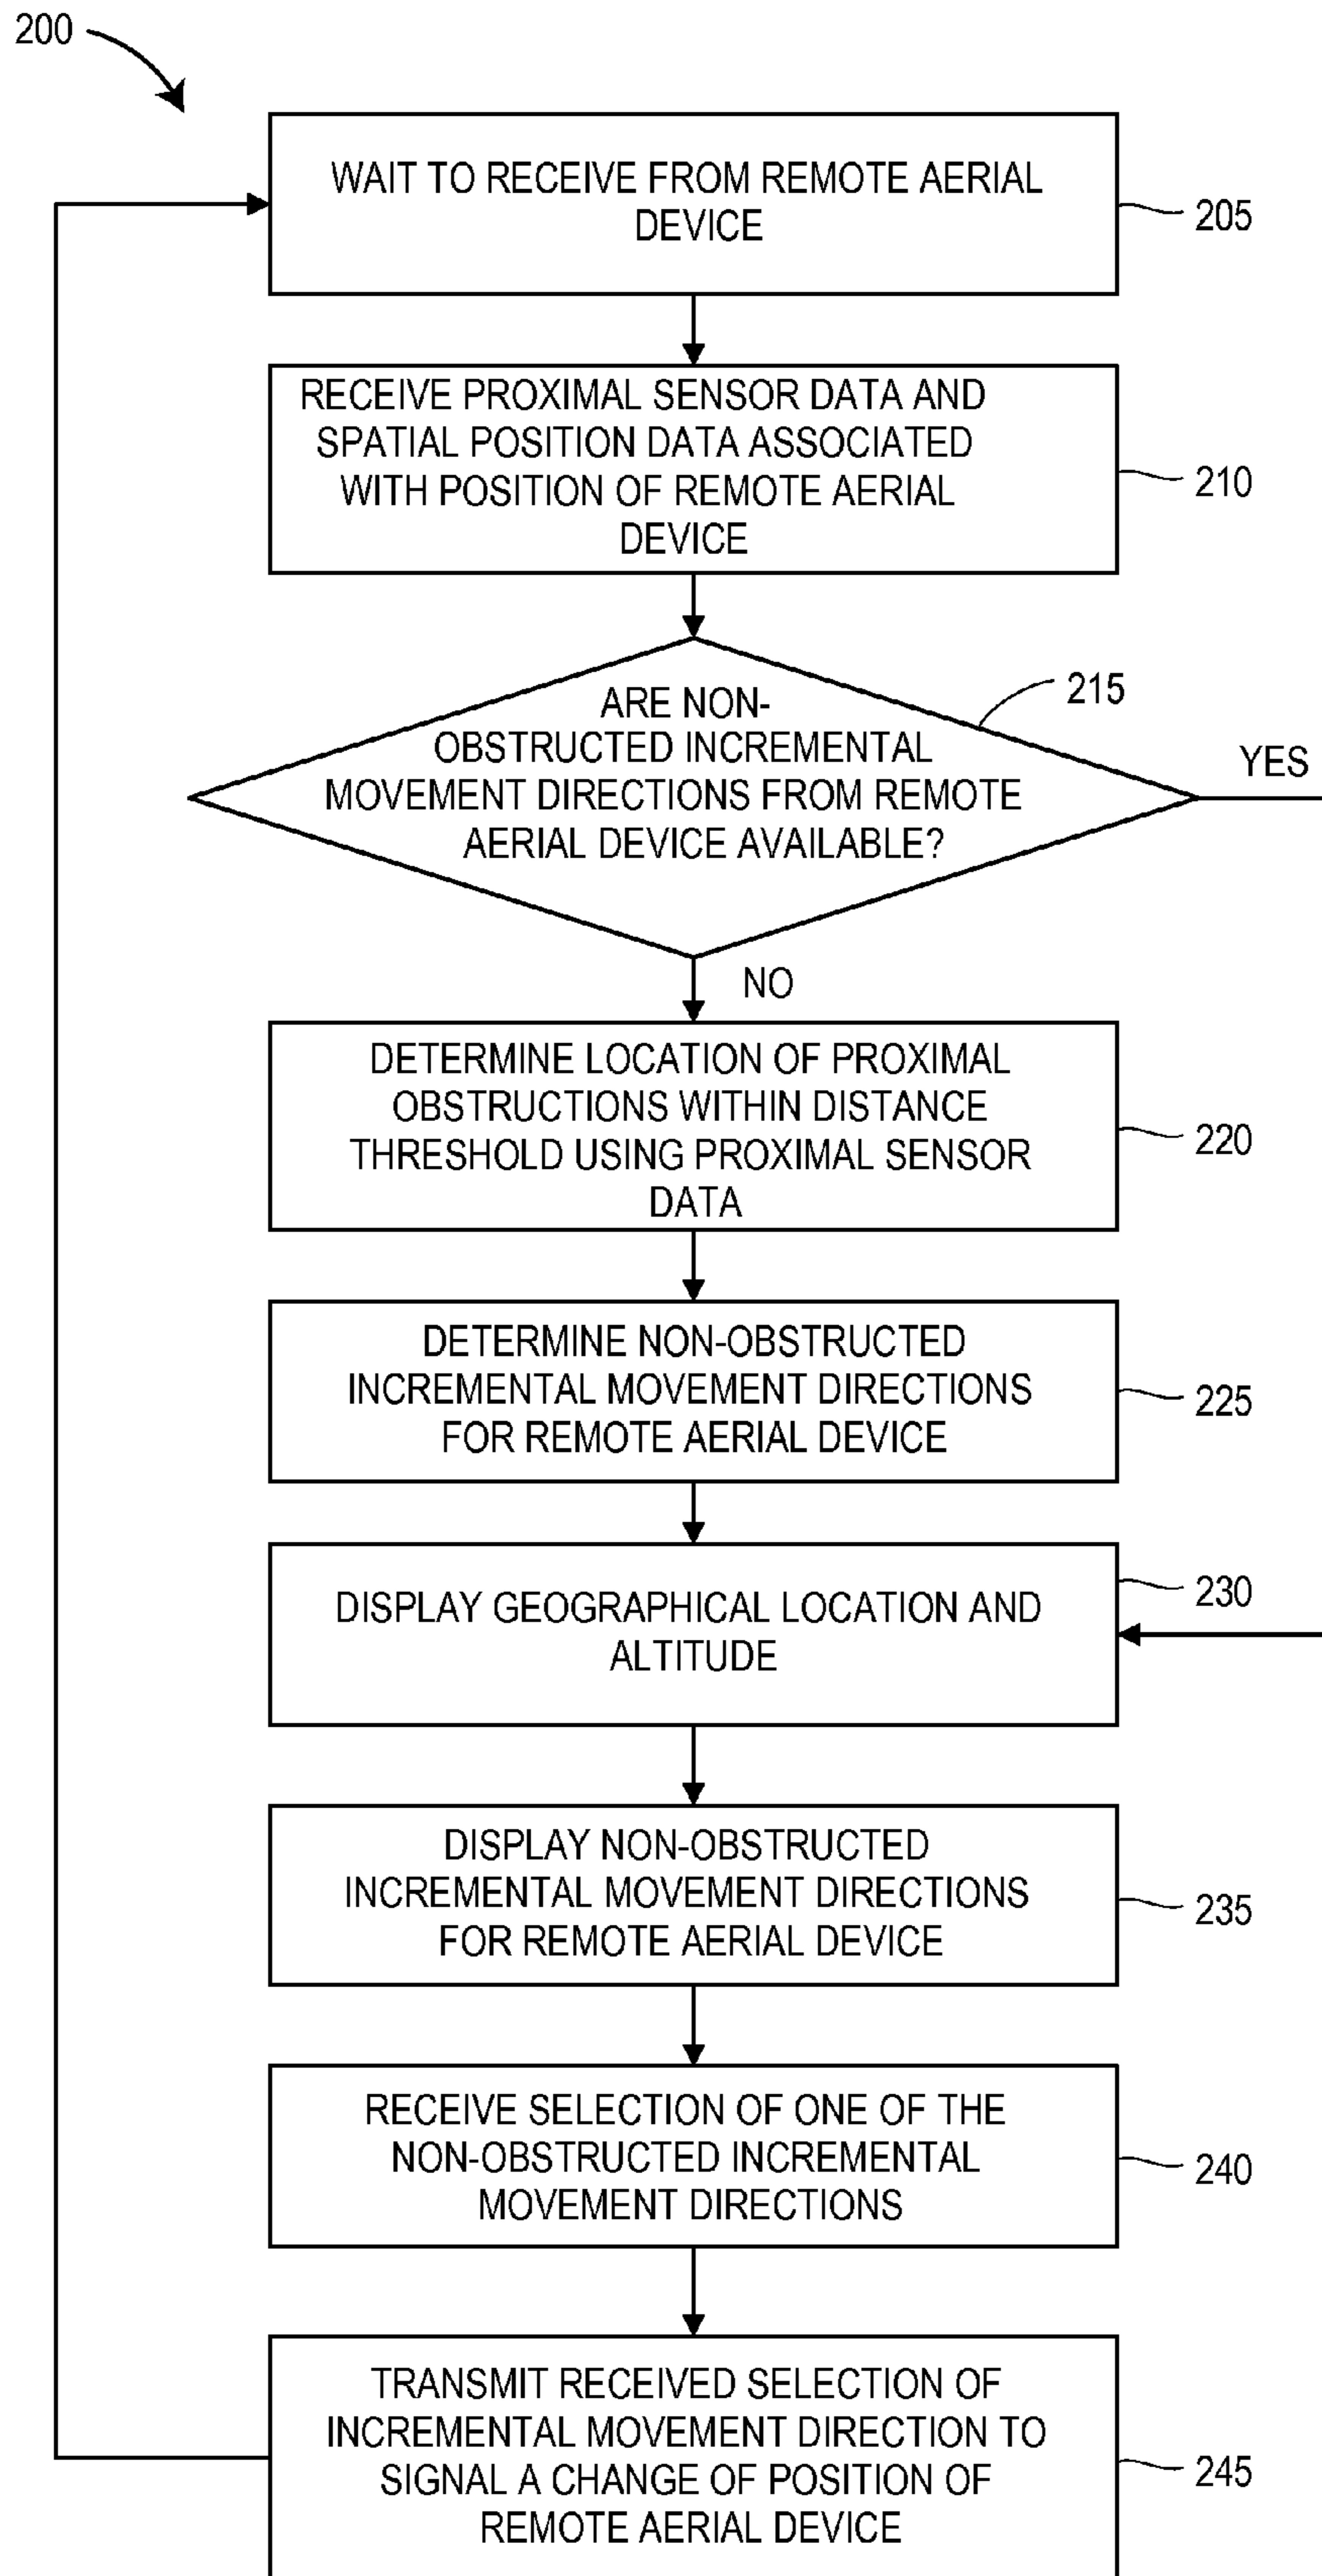 200
WAIT TO RECEIVE FROM REMOTE AERIAL
DEVICE
205
RECEIVE PROXIMAL SENSOR DATA AND
SPATIAL POSITION DATA ASSOCIATED
WITH POSITION OF REMOTE AERIAL
DEVICE
210
ARE NON-
OBSTRUCTED INCREMENTAL
MOVEMENT DIRECTIONS FROM REMOTE
AERIAL DEVICE AVAILABLE?
215
YES
NO
DETERMINE LOCATION OF PROXIMAL
OBSTRUCTIONS WITHIN DISTANCE
THRESHOLD USING PROXIMAL SENSOR
DATA
220
DETERMINE NON-OBSTRUCTED
INCREMENTAL MOVEMENT DIRECTIONS
FOR REMOTE AERIAL DEVICE
225
DISPLAY GEOGRAPHICAL LOCATION AND
ALTITUDE
230
DISPLAY NON-OBSTRUCTED
INCREMENTAL MOVEMENT DIRECTIONS
FOR REMOTE AERIAL DEVICE
235
RECEIVE SELECTION OF ONE OF THE
NON-OBSTRUCTED INCREMENTAL
MOVEMENT DIRECTIONS
240
TRANSMIT RECEIVED SELECTION OF
INCREMENTAL MOVEMENT DIRECTION TO
SIGNAL A CHANGE OF POSITION OF
REMOTE AERIAL DEVICE
245